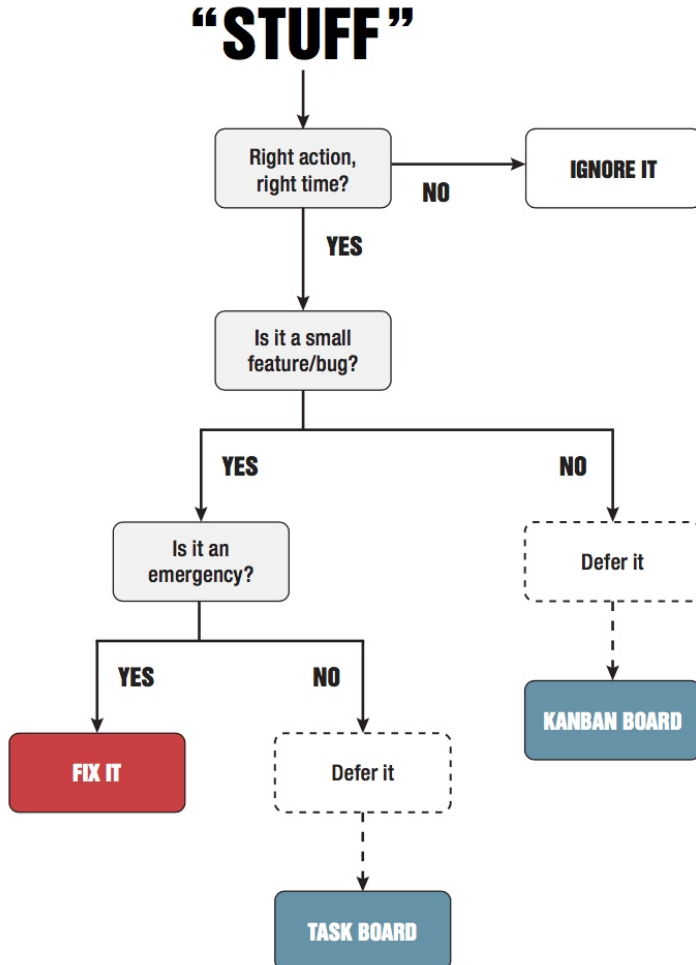 “STUFF”
Right action,
right time?
IGNORE IT
NO
YES
Is it a small
feature/bug?
YES
NO
Is it an
emergency?
Defer it
YES
NO
KANBAN BOARD
FIX IT
Defer it
TASK BOARD